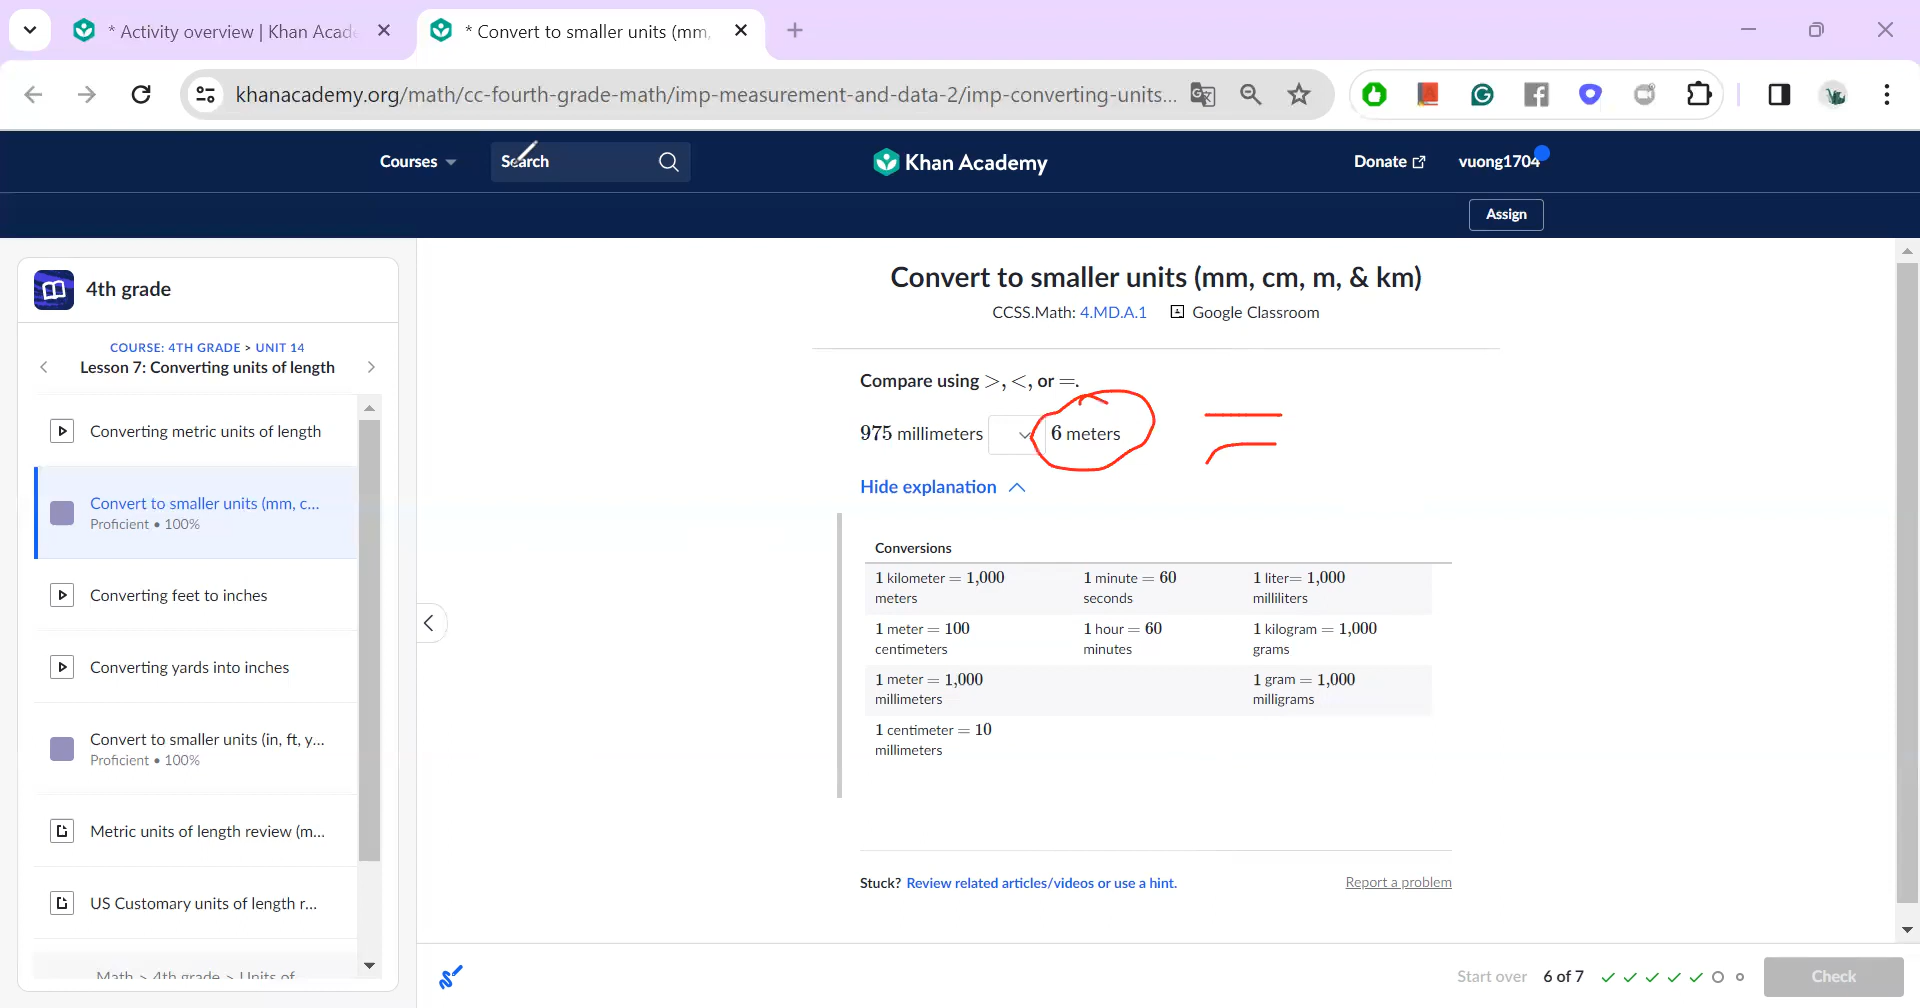 * Activity overview | Khan Acade
* Convert to smaller units (mm,
khanacademy.org/math/cc-fourth-grade-math/imp-measurement-and-data-2/imp-converting-units...
Courses
Search
Khan Academy
Donate
vuong1704
Assign
4th grade
COURSE: 4TH GRADE > UNIT 14
Lesson 7: Converting units of length
Converting metric units of length
Convert to smaller units (mm, c...
Proficient • 100%
Converting feet to inches
Converting yards into inches
Convert to smaller units (in, ft, y...
Proficient • 100%
Metric units of length review (m...
US Customary units of length r...
Math > 4th grade > Units of
Convert to smaller units (mm, cm, m, & km)
CCSS.Math: 4.MD.A.1 Google Classroom
Compare using >, <, or =.
975 millimeters 6 meters
Hide explanation
Conversions
1 kilometer = 1,000 meters
1 minute = 60 seconds
1 liter= 1,000 milliliters
1 meter = 100 centimeters
1 hour = 60 minutes
1 kilogram = 1,000 grams
1 meter = 1,000 millimeters
1 gram = 1,000 milligrams
1 centimeter = 10 millimeters
Stuck? Review related articles/videos or use a hint.
Report a problem
Start over 6 of 7
Check